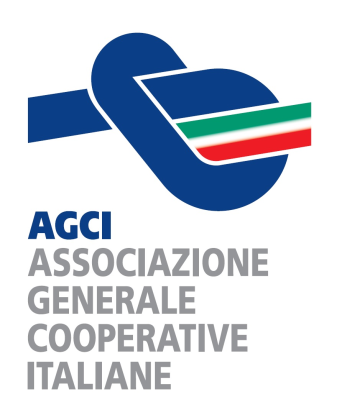 AGCI
ASSOCIAZIONE
GENERALE
COOPERATIVE
ITALIANE